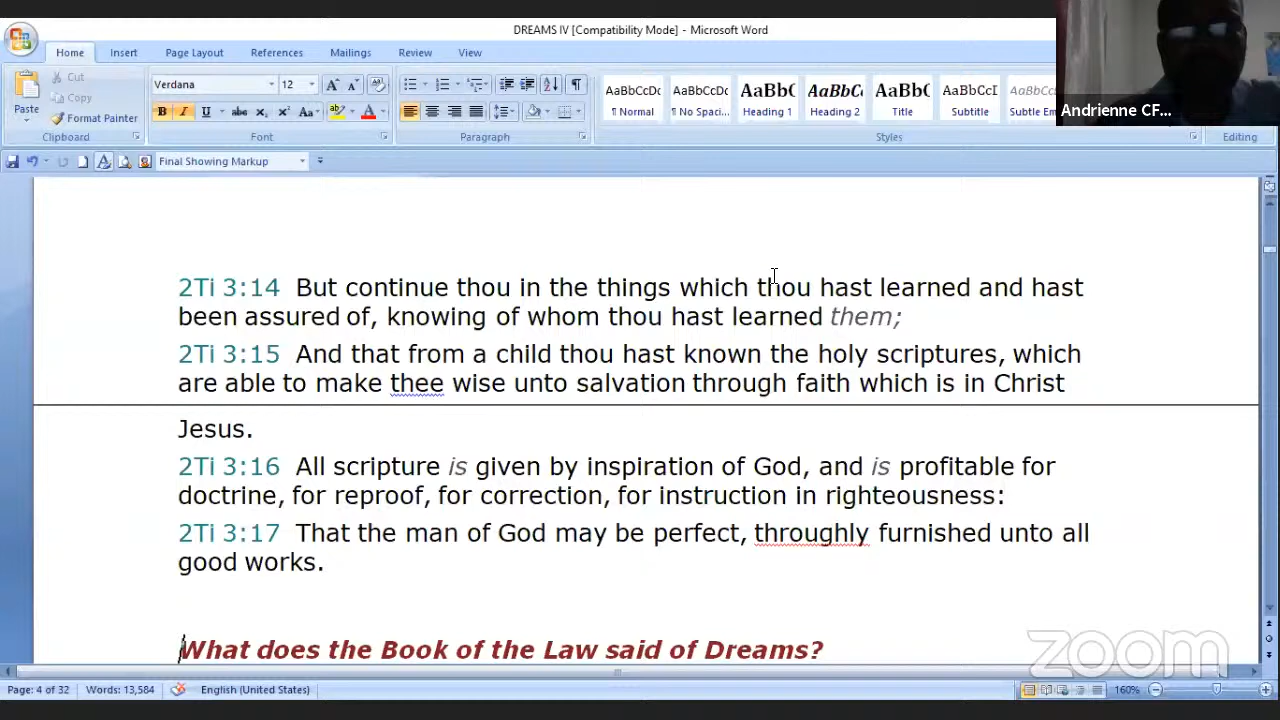 DREAMS IV [Compatibility Mode] - Microsoft Word
Home Insert Page Layout References Mailings Review View
Paste
Cut
Copy
Format Painter
Clipboard
Verdana 12
Font
Paragraph
AaBbCcDc AaBbCcDc AaBbC AaBbCc AaBbC AaBbCcI AaBbCcD
¶ Normal ¶ No Spaci... Heading 1 Heading 2 Title Subtitle Subtle Em
Styles
Editing
Andrienne CF...
Final Showing Markup
2Ti 3:14 But continue thou in the things which thou hast learned and hast
been assured of, knowing of whom thou hast learned them;
2Ti 3:15 And that from a child thou hast known the holy scriptures, which
are able to make thee wise unto salvation through faith which is in Christ
Jesus.
2Ti 3:16 All scripture is given by inspiration of God, and is profitable for
doctrine, for reproof, for correction, for instruction in righteousness:
2Ti 3:17 That the man of God may be perfect, throughly furnished unto all
good works.
What does the Book of the Law said of Dreams?
zoom
Page: 4 of 32 Words: 13,584 English (United States) 160%